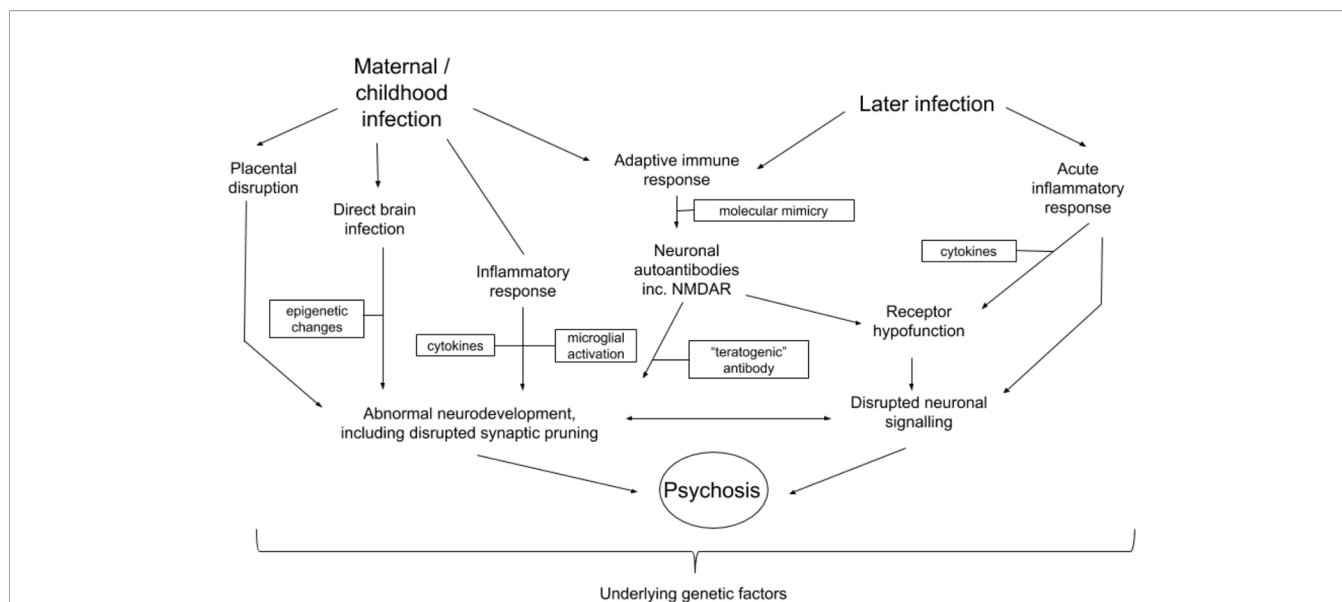 Maternal /
childhood
infection
Later infection
Placental
disruption
Adaptive immune
response
Acute
inflammatory
response
Direct brain
infection
molecular mimicry
Neuronal
autoantibodies
inc. NMDAR
cytokines
Inflammatory
response
epigenetic
changes
Receptor
hypofunction
cytokines
microglial
activation
“teratogenic”
antibody
Abnormal neurodevelopment,
including disrupted synaptic pruning
Disrupted neuronal
signalling
Psychosis
Underlying genetic factors